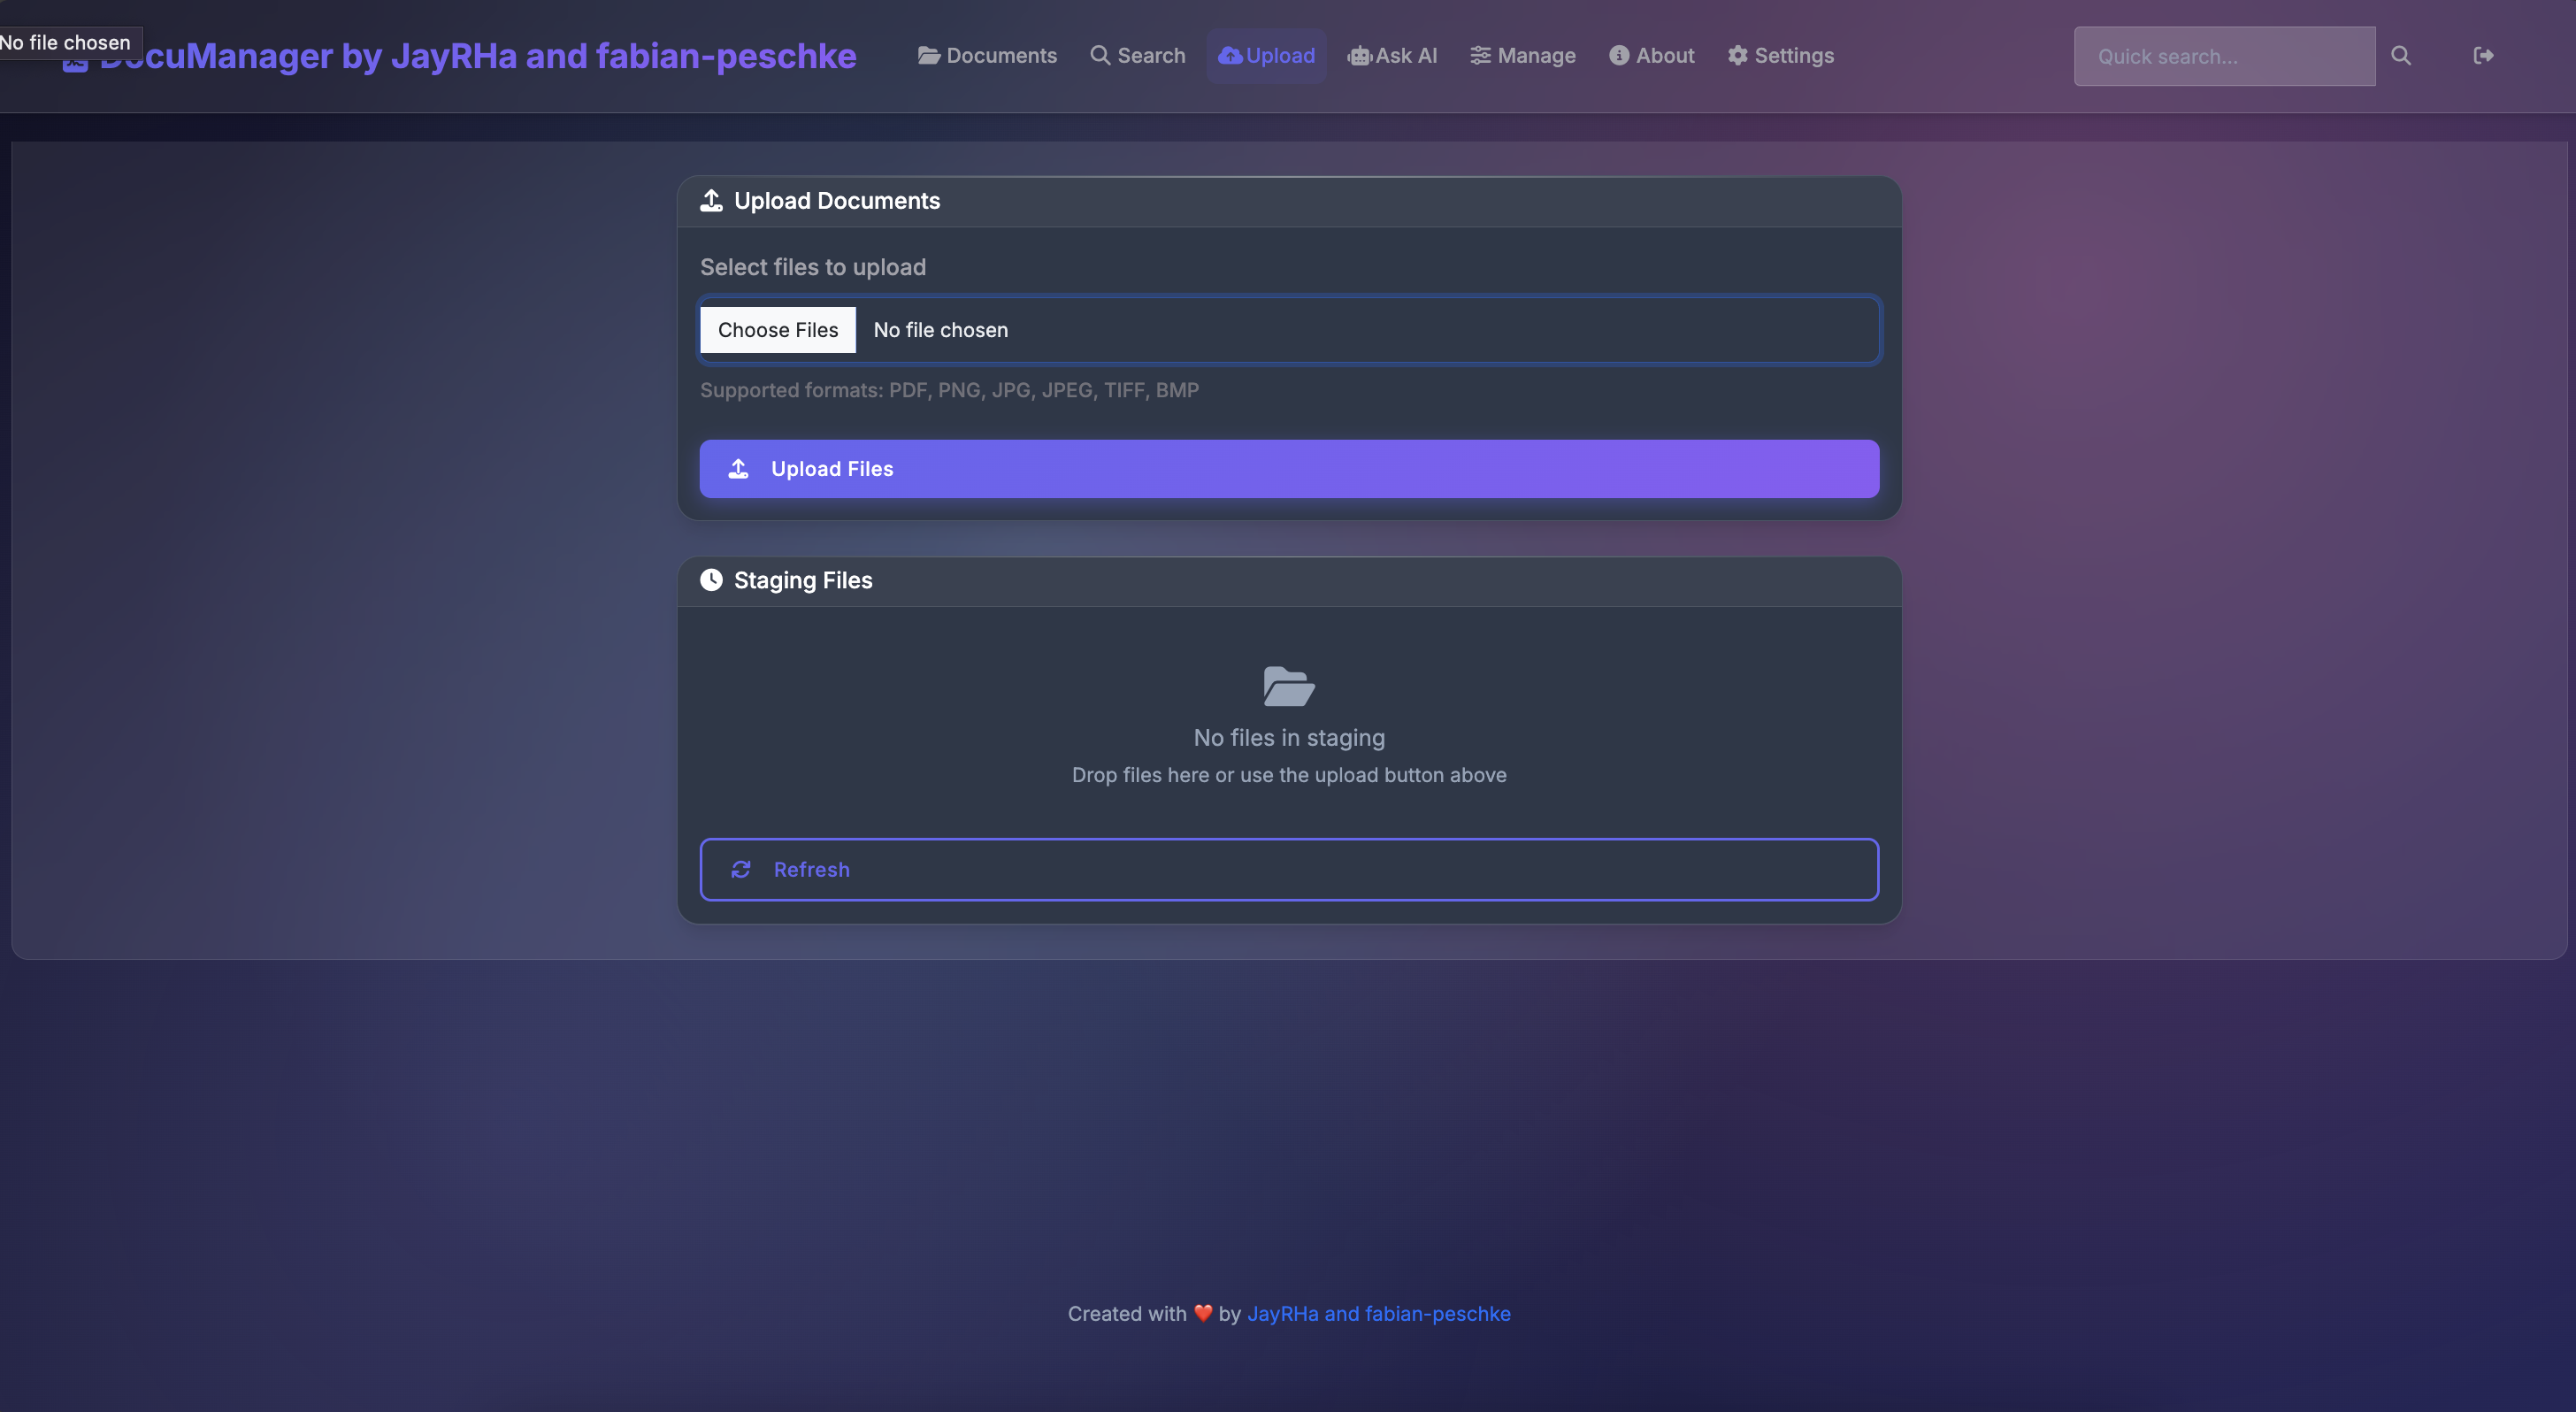 No file chosen
DocuManager by JayRHa and fabian-peschke
Documents
Search
Upload
Ask AI
Manage
About
Settings
Quick search...
Upload Documents
Select files to upload
Choose Files No file chosen
Supported formats: PDF, PNG, JPG, JPEG, TIFF, BMP
Upload Files
Staging Files
No files in staging
Drop files here or use the upload button above
Refresh
Created with ❤️ by JayRHa and fabian-peschke